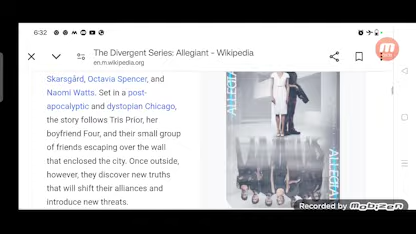 6:32
The Divergent Series: Allegiant - Wikipedia
en.m.wikipedia.org
Skarsgård, Octavia Spencer, and
Naomi Watts. Set in a post-
apocalyptic and dystopian Chicago,
the story follows Tris Prior, her
boyfriend Four, and their small group
of friends escaping over the wall
that enclosed the city. Once outside,
however, they discover new truths
that will shift their alliances and
introduce new threats.
Recorded by mobizen